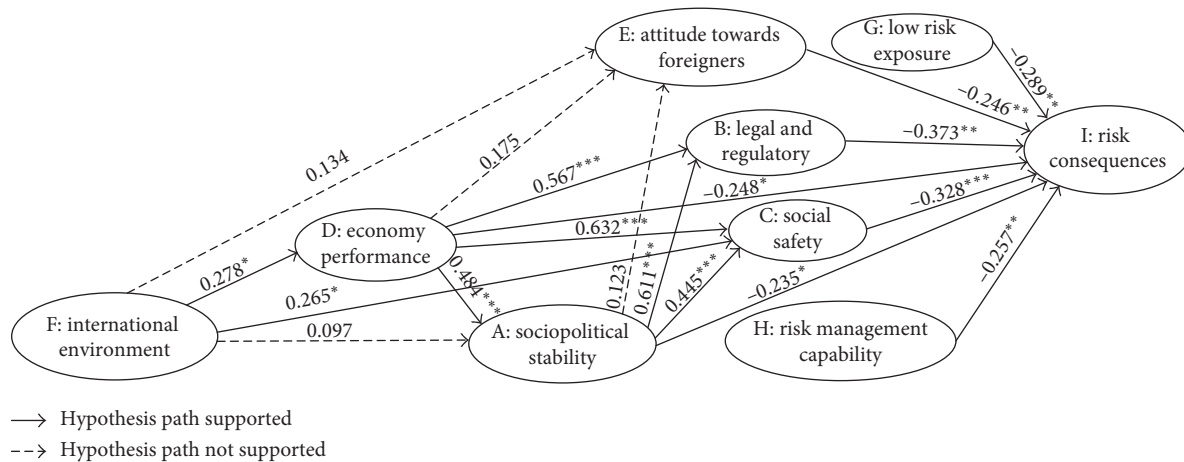 E: attitude towards
foreigners
G: low risk
exposure
−0.289**
−0.246**
B: legal and
regulatory
−0.373**
I: risk
consequences
0.134
0.175
0.567***
−0.248*
−0.328***
D: economy
performance
0.632***
C: social
safety
0.278*
0.265*
0.484***
0.123
0.611***
0.445***
−0.235*
−0.257**
F: international
environment
0.097
A: sociopolitical
stability
H: risk management
capability
Hypothesis path supported
Hypothesis path not supported